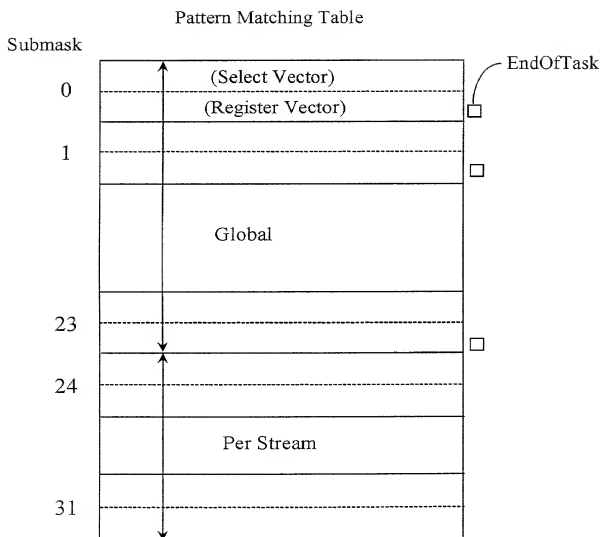 Pattern Matching Table
Submask
EndOfTask
0
(Select Vector)
(Register Vector)
1
Global
23
24
Per Stream
31